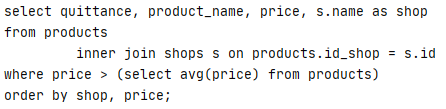 select quittance, product_name, price, s.name as shop
from products
         inner join shops s on products.id_shop = s.id
where price > (select avg(price) from products)
order by shop, price;